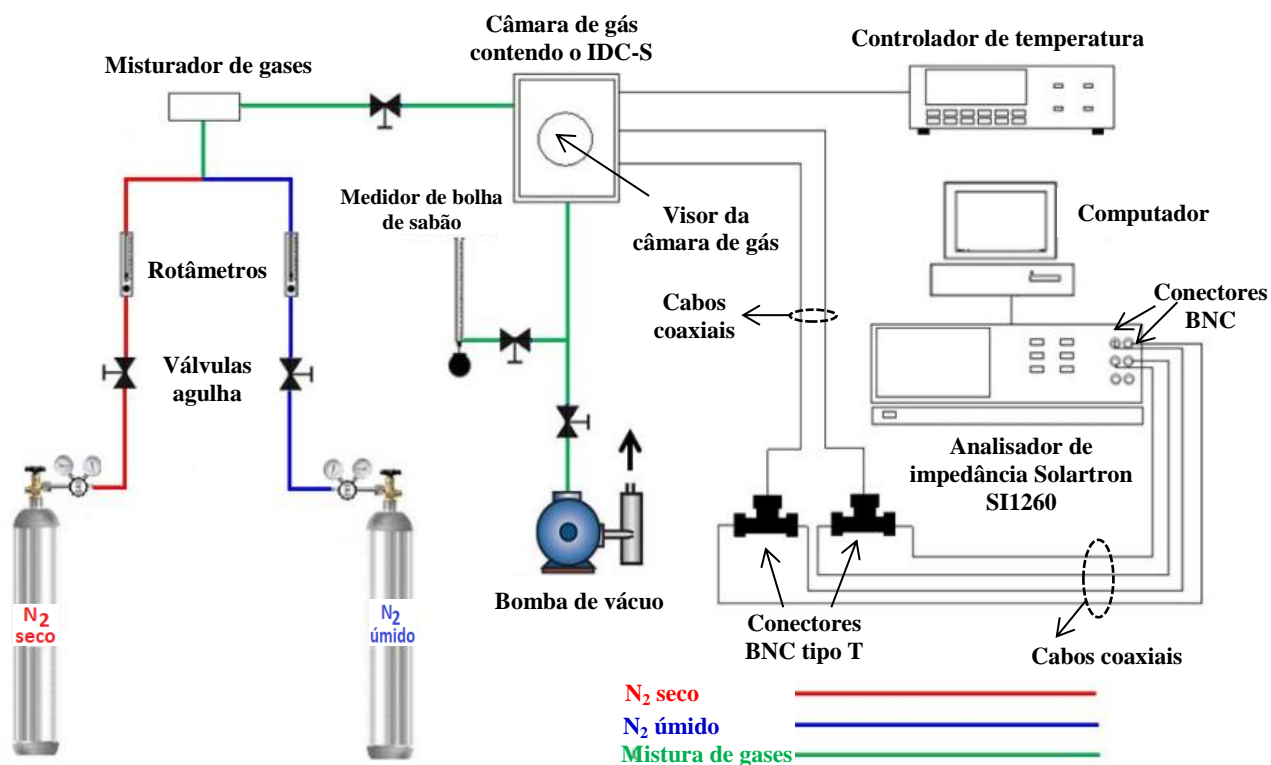 Câmara de gás
contendo o IDC-S
Controlador de temperatura
Misturador de gases
Medidor de bolha
de sabão
Visor da
câmara de gás
Computador
Rotâmetros
Cabos
coaxiais
Conectores
BNC
Válvulas
agulha
Analisador de
impedância Solartron
SI1260
N₂
seco
N₂
úmido
Bomba de vácuo
Conectores
BNC tipo T
Cabos coaxiais
N₂ seco
N₂ úmido
Mistura de gases